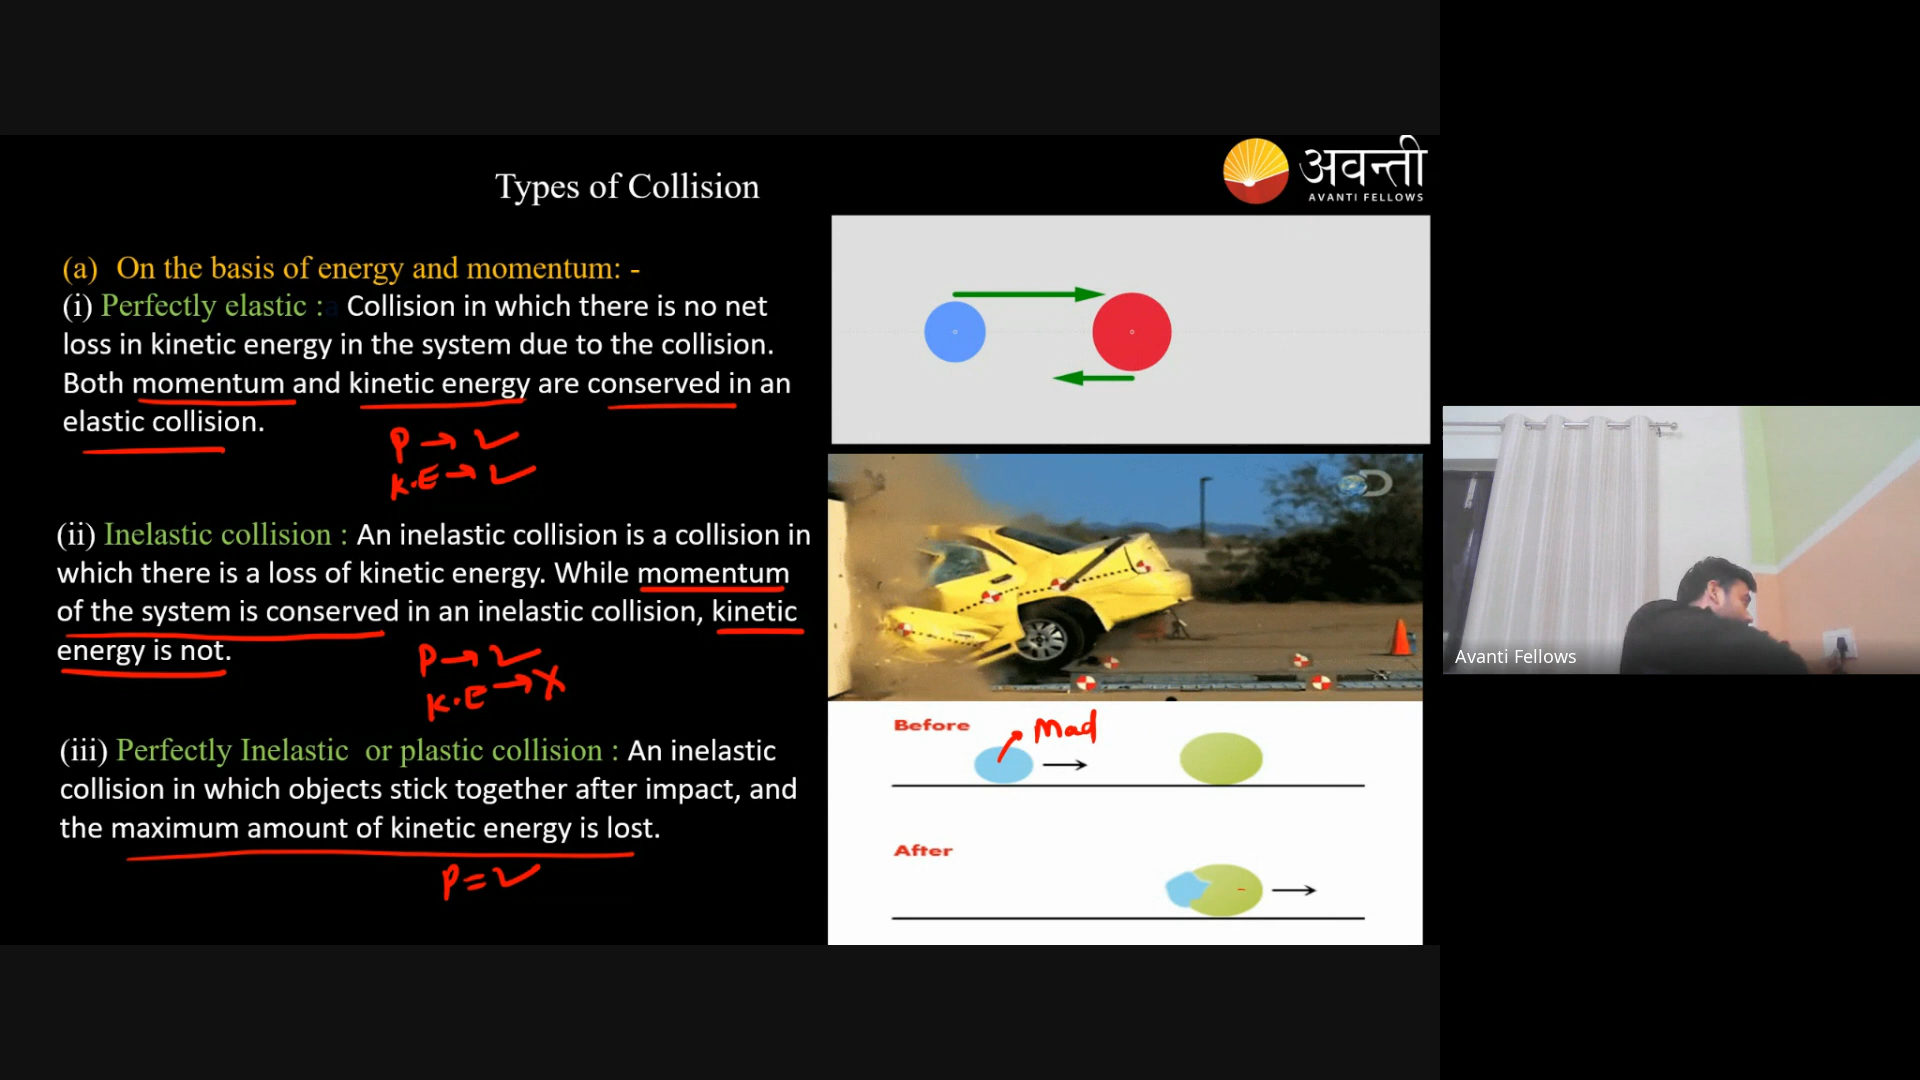 Types of Collision
अवन्ती
AVANTI FELLOWS
(a) On the basis of energy and momentum: -
(i) Perfectly elastic : a Collision in which there is no net
loss in kinetic energy in the system due to the collision.
Both momentum and kinetic energy are conserved in an
elastic collision.
P → ✓
K.E → ✓
(ii) Inelastic collision : An inelastic collision is a collision in
which there is a loss of kinetic energy. While momentum
of the system is conserved in an inelastic collision, kinetic
energy is not.
P → ✓
K.E → X
(iii) Perfectly Inelastic or plastic collision : An inelastic
collision in which objects stick together after impact, and
the maximum amount of kinetic energy is lost.
P = ✓
D
Before
Mad
After
Avanti Fellows